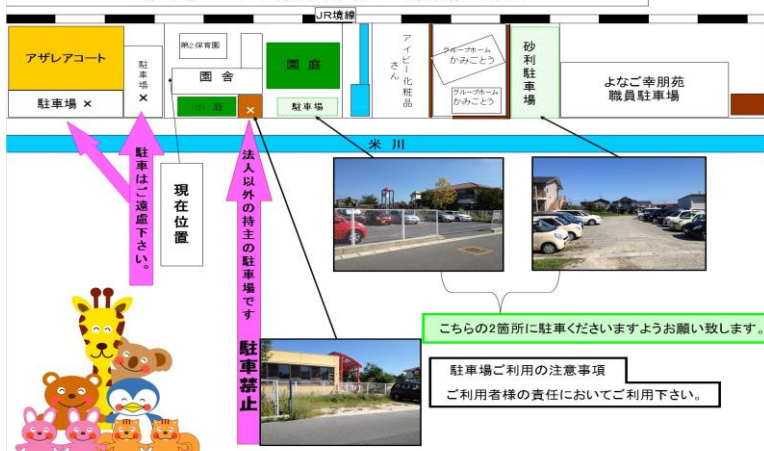 JR境線
アザレアコート
駐車場 ×
駐車場
×
第2保育園
園舎
小庭
×
園庭
駐車場
アイビー化粧品さん
グループホーム
かみごとう
グループホーム
かみごとう
砂利駐車場
よなご幸朋苑
職員駐車場
米川
駐車はご遠慮下さい。
現在位置
法人以外の持主の駐車場です
駐車禁止
こちらの2箇所に駐車くださいますようお願い致します。
駐車場ご利用の注意事項
ご利用者様の責任においてご利用下さい。